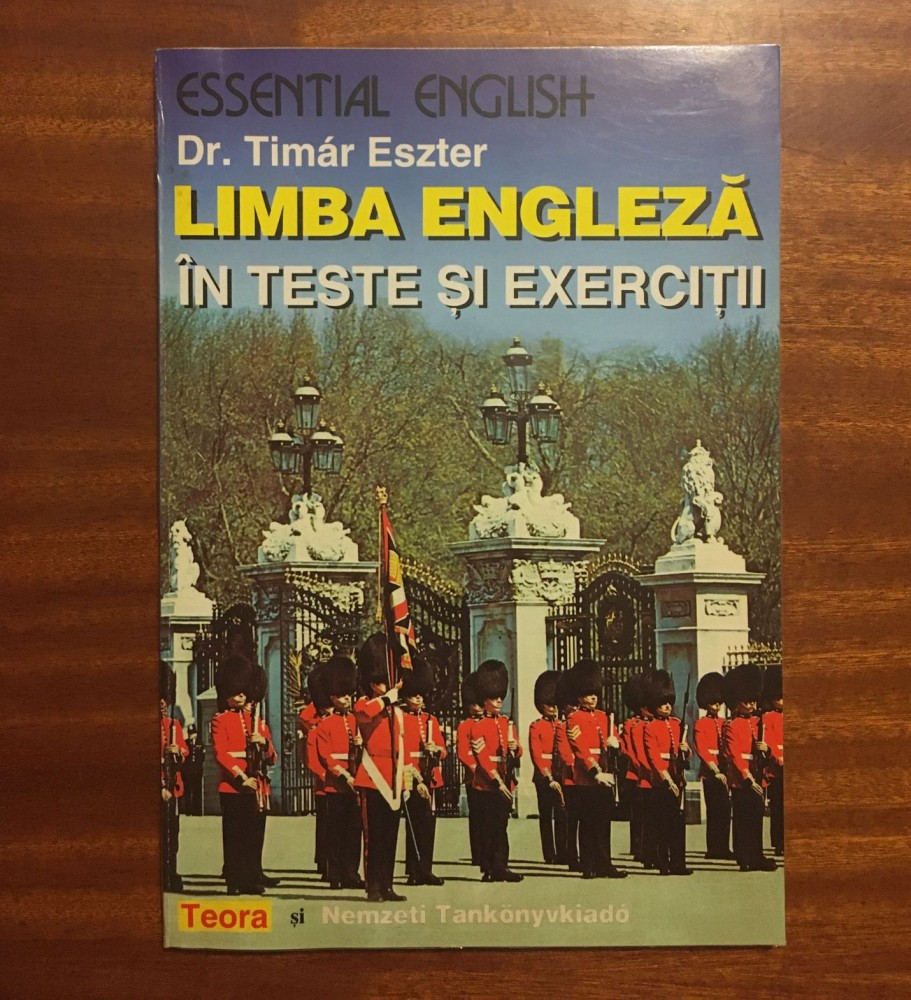 ESSENTIAL ENGLISH
Dr. Timár Eszter
LIMBA ENGLEZĂ
ÎN TESTE ȘI EXERCIȚII
Teora și Nemzeti Tankönyvkiadó